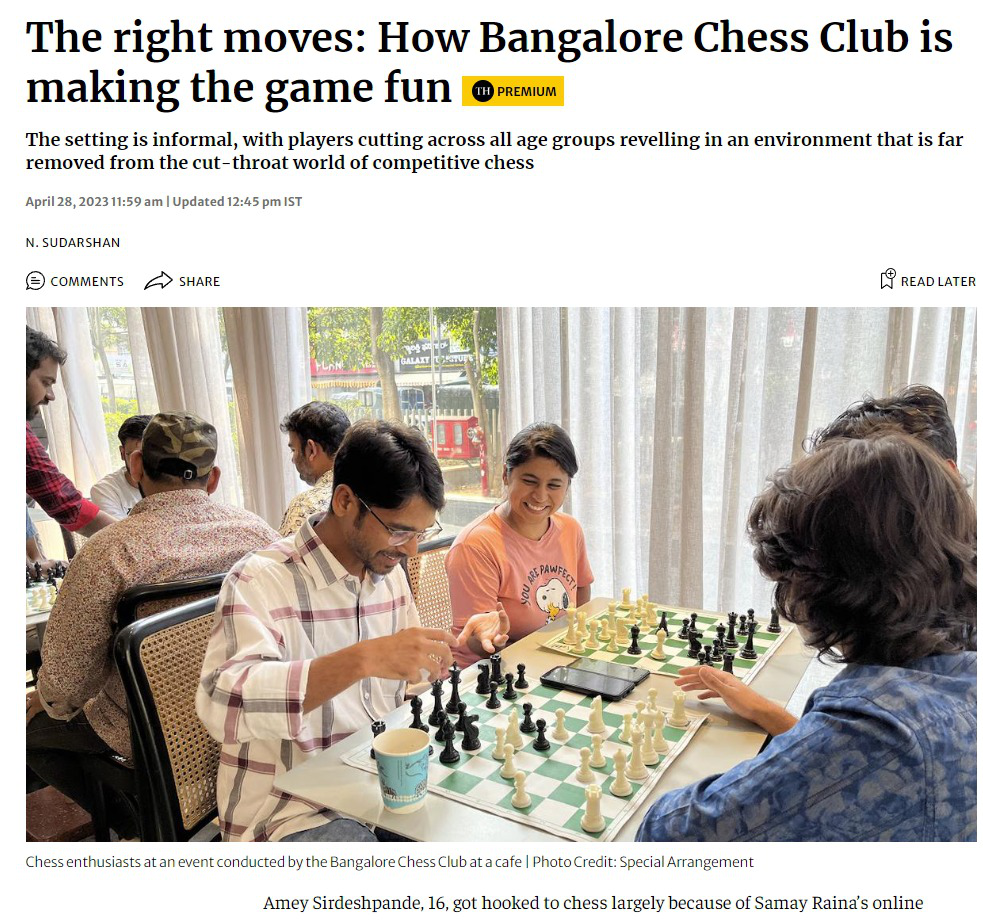 The right moves: How Bangalore Chess Club is
making the game fun TH PREMIUM
The setting is informal, with players cutting across all age groups revelling in an environment that is far
removed from the cut-throat world of competitive chess
April 28, 2023 11:59 am | Updated 12:45 pm IST
N. SUDARSHAN
COMMENTS SHARE READ LATER
GALAXY
YOU ARE PAWFECT!
Chess enthusiasts at an event conducted by the Bangalore Chess Club at a cafe | Photo Credit: Special Arrangement
Amey Sirdeshpande, 16, got hooked to chess largely because of Samay Raina’s online